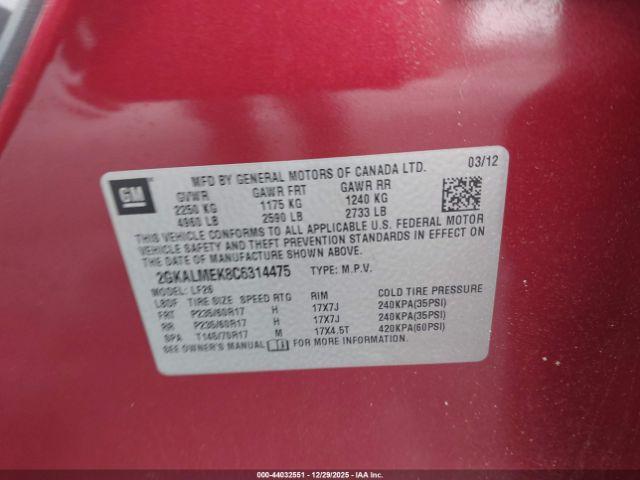 GM
MFD BY GENERAL MOTORS OF CANADA LTD. 03/12
GVWR GAWR FRT GAWR RR
2250 KG 1175 KG 1240 KG
4960 LB 2590 LB 2733 LB
THIS VEHICLE CONFORMS TO ALL APPLICABLE U.S. FEDERAL MOTOR
VEHICLE SAFETY AND THEFT PREVENTION STANDARDS IN EFFECT ON
THE DATE OF MANUFACTURE SHOWN ABOVE.
2GKALMEK8C6314475 TYPE: M.P.V.
LF26
LBDF TIRE SIZE SPEED RTG RIM COLD TIRE PRESSURE
FRT P235/60R17 H 17X7J 240KPA(35PSI)
RR P235/60R17 H 17X7J 240KPA(35PSI)
SPA T145/70R17 M 17X4.5T 420KPA(60PSI)
SEE OWNER'S MANUAL FOR MORE INFORMATION.
000-44032551 - 12/29/2025 - IAA Inc. - Copart